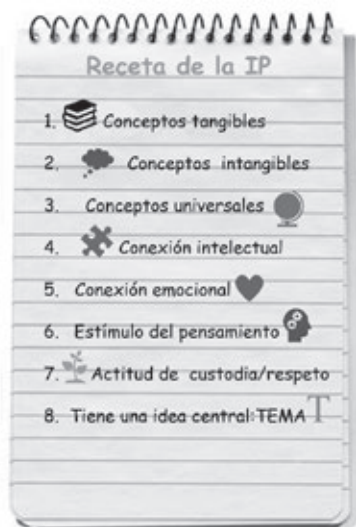 Receta de la IP
1. Conceptos tangibles
2. Conceptos intangibles
3. Conceptos universales
4. Conexión intelectual
5. Conexión emocional
6. Estímulo del pensamiento
7. Actitud de custodia/respeto
8. Tiene una idea central:TEMA T